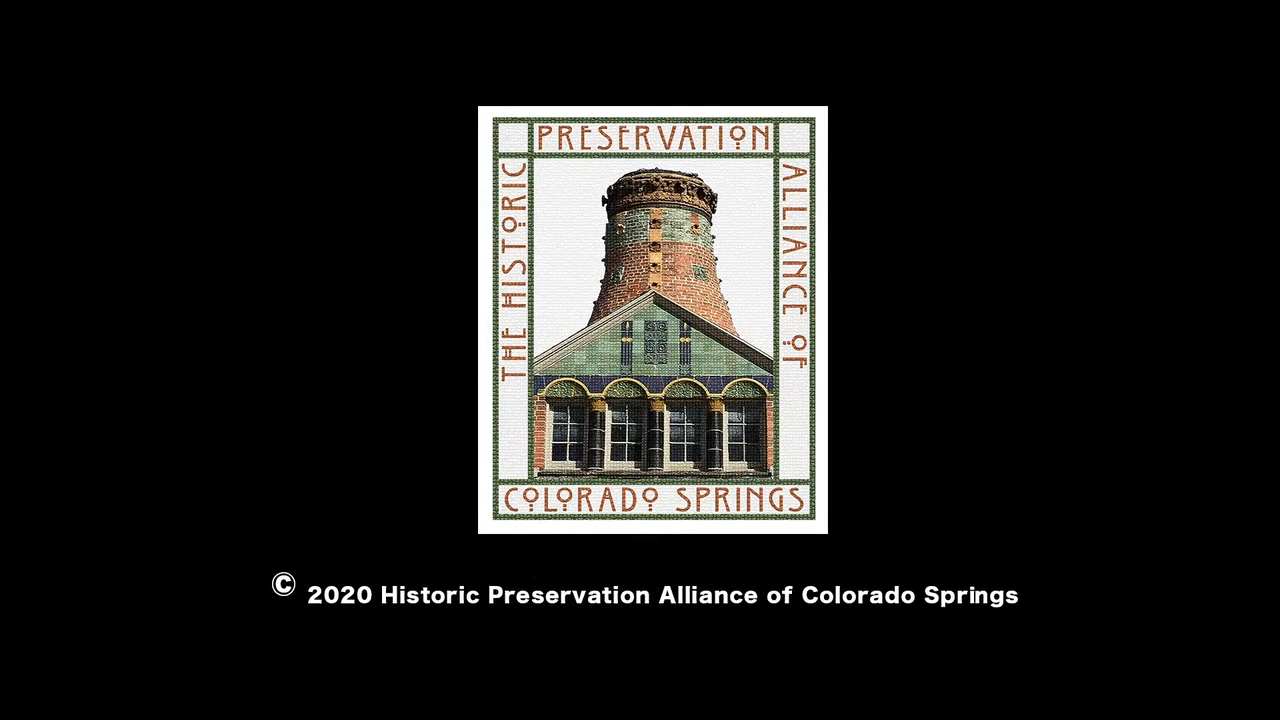 THE HISTORIC
PRESERVATION
ALLIANCE OF
COLORADO SPRINGS
© 2020 Historic Preservation Alliance of Colorado Springs